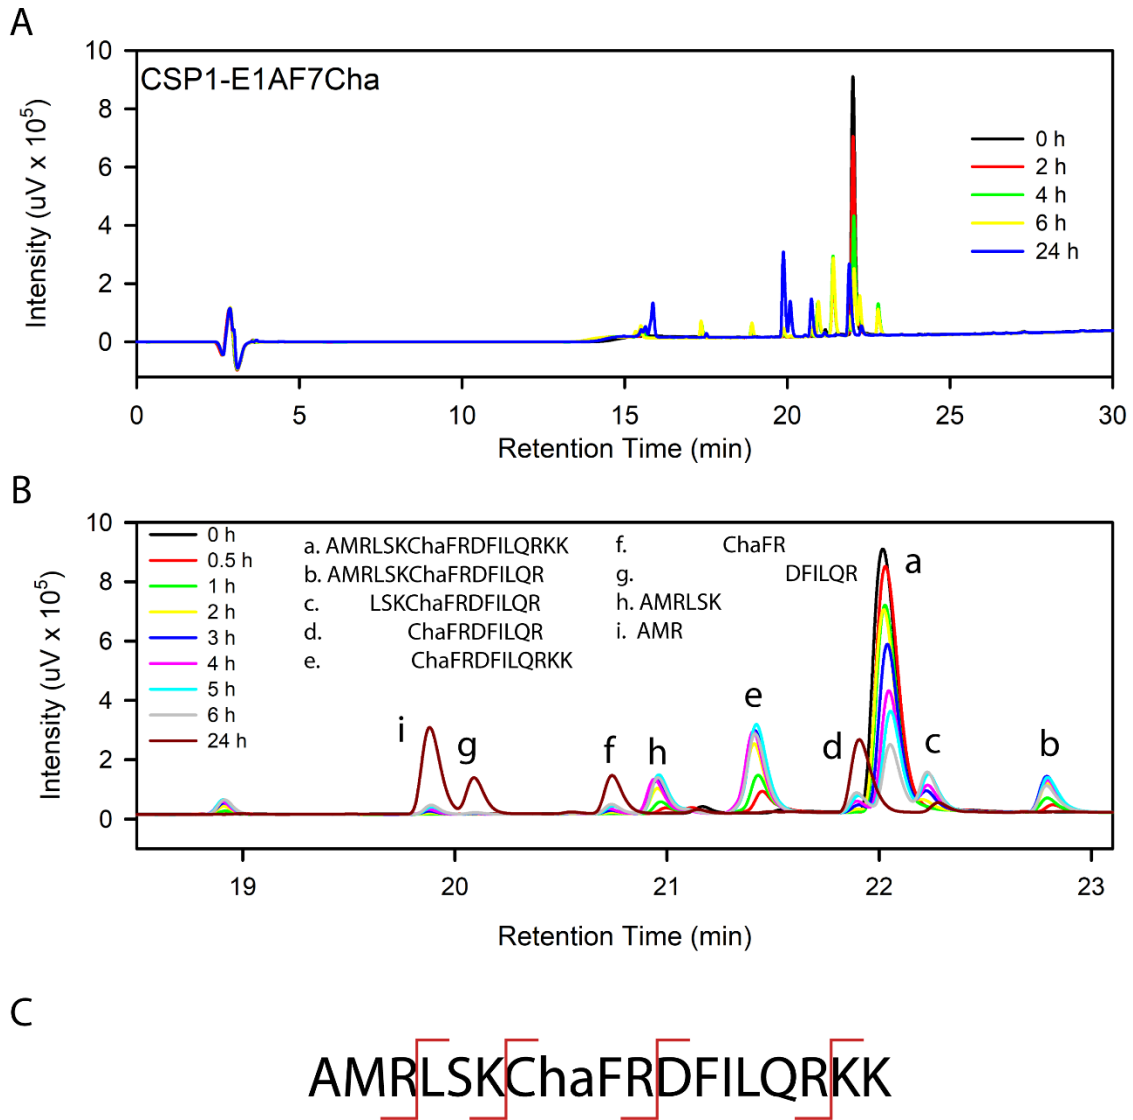 A
CSP1-E1AF7Cha
Intensity (uV x 10⁵)
10
8
6
4
2
0
0 h
2 h
4 h
6 h
24 h
0 5 10 15 20 25 30
Retention Time (min)
B
Intensity (uV x 10⁵)
10
8
6
4
2
0
0 h
0.5 h
1 h
2 h
3 h
4 h
5 h
6 h
24 h
a. AMRLSKChaFRDFILQRKK
b. AMRLSKChaFRDFILQR
c. LSKChaFRDFILQR
d. ChaFRDFILQR
e. ChaFRDFILQRKK
f. ChaFR
g. DFILQR
h. AMRLSK
i. AMR
i g f h e d a c b
19 20 21 22 23
Retention Time (min)
C
AMRLSKChaFRDFILQRKK